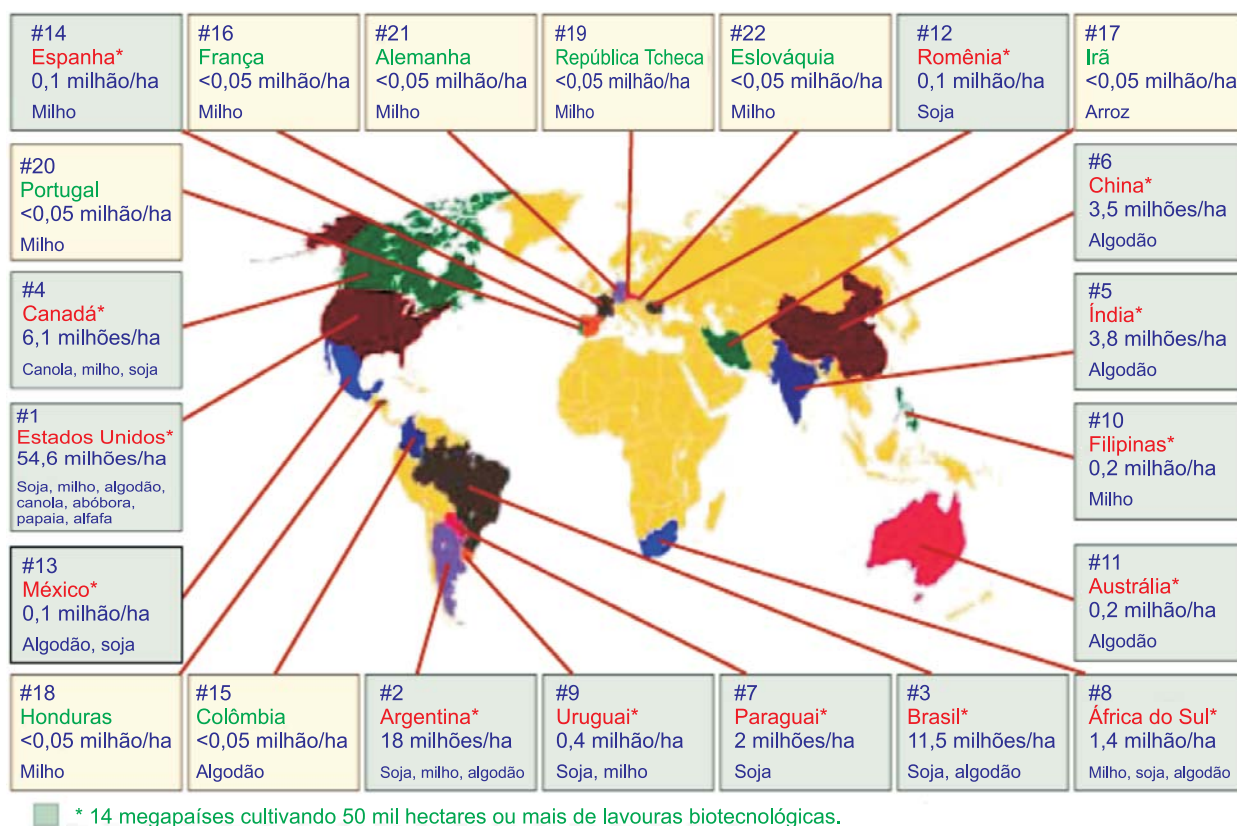 #14
Espanha*
0,1 milhão/ha
Milho
#16
França
<0,05 milhão/ha
Milho
#21
Alemanha
<0,05 milhão/ha
Milho
#19
República Tcheca
<0,05 milhão/ha
Milho
#22
Eslováquia
<0,05 milhão/ha
Milho
#12
Romênia*
0,1 milhão/ha
Soja
#17
Irã
<0,05 milhão/ha
Arroz
#20
Portugal
<0,05 milhão/ha
Milho
#6
China*
3,5 milhões/ha
Algodão
#4
Canadá*
6,1 milhões/ha
Canola, milho, soja
#5
Índia*
3,8 milhões/ha
Algodão
#1
Estados Unidos*
54,6 milhões/ha
Soja, milho, algodão,
canola, abóbora,
papaia, alfafa
#10
Filipinas*
0,2 milhão/ha
Milho
#13
México*
0,1 milhão/ha
Algodão, soja
#11
Austrália*
0,2 milhão/ha
Algodão
#18
Honduras
<0,05 milhão/ha
Milho
#15
Colômbia
<0,05 milhão/ha
Algodão
#2
Argentina*
18 milhões/ha
Soja, milho, algodão
#9
Uruguai*
0,4 milhão/ha
Soja, milho
#7
Paraguai*
2 milhões/ha
Soja
#3
Brasil*
11,5 milhões/ha
Soja, algodão
#8
África do Sul*
1,4 milhão/ha
Milho, soja, algodão
* 14 megapaíses cultivando 50 mil hectares ou mais de lavouras biotecnológicas.